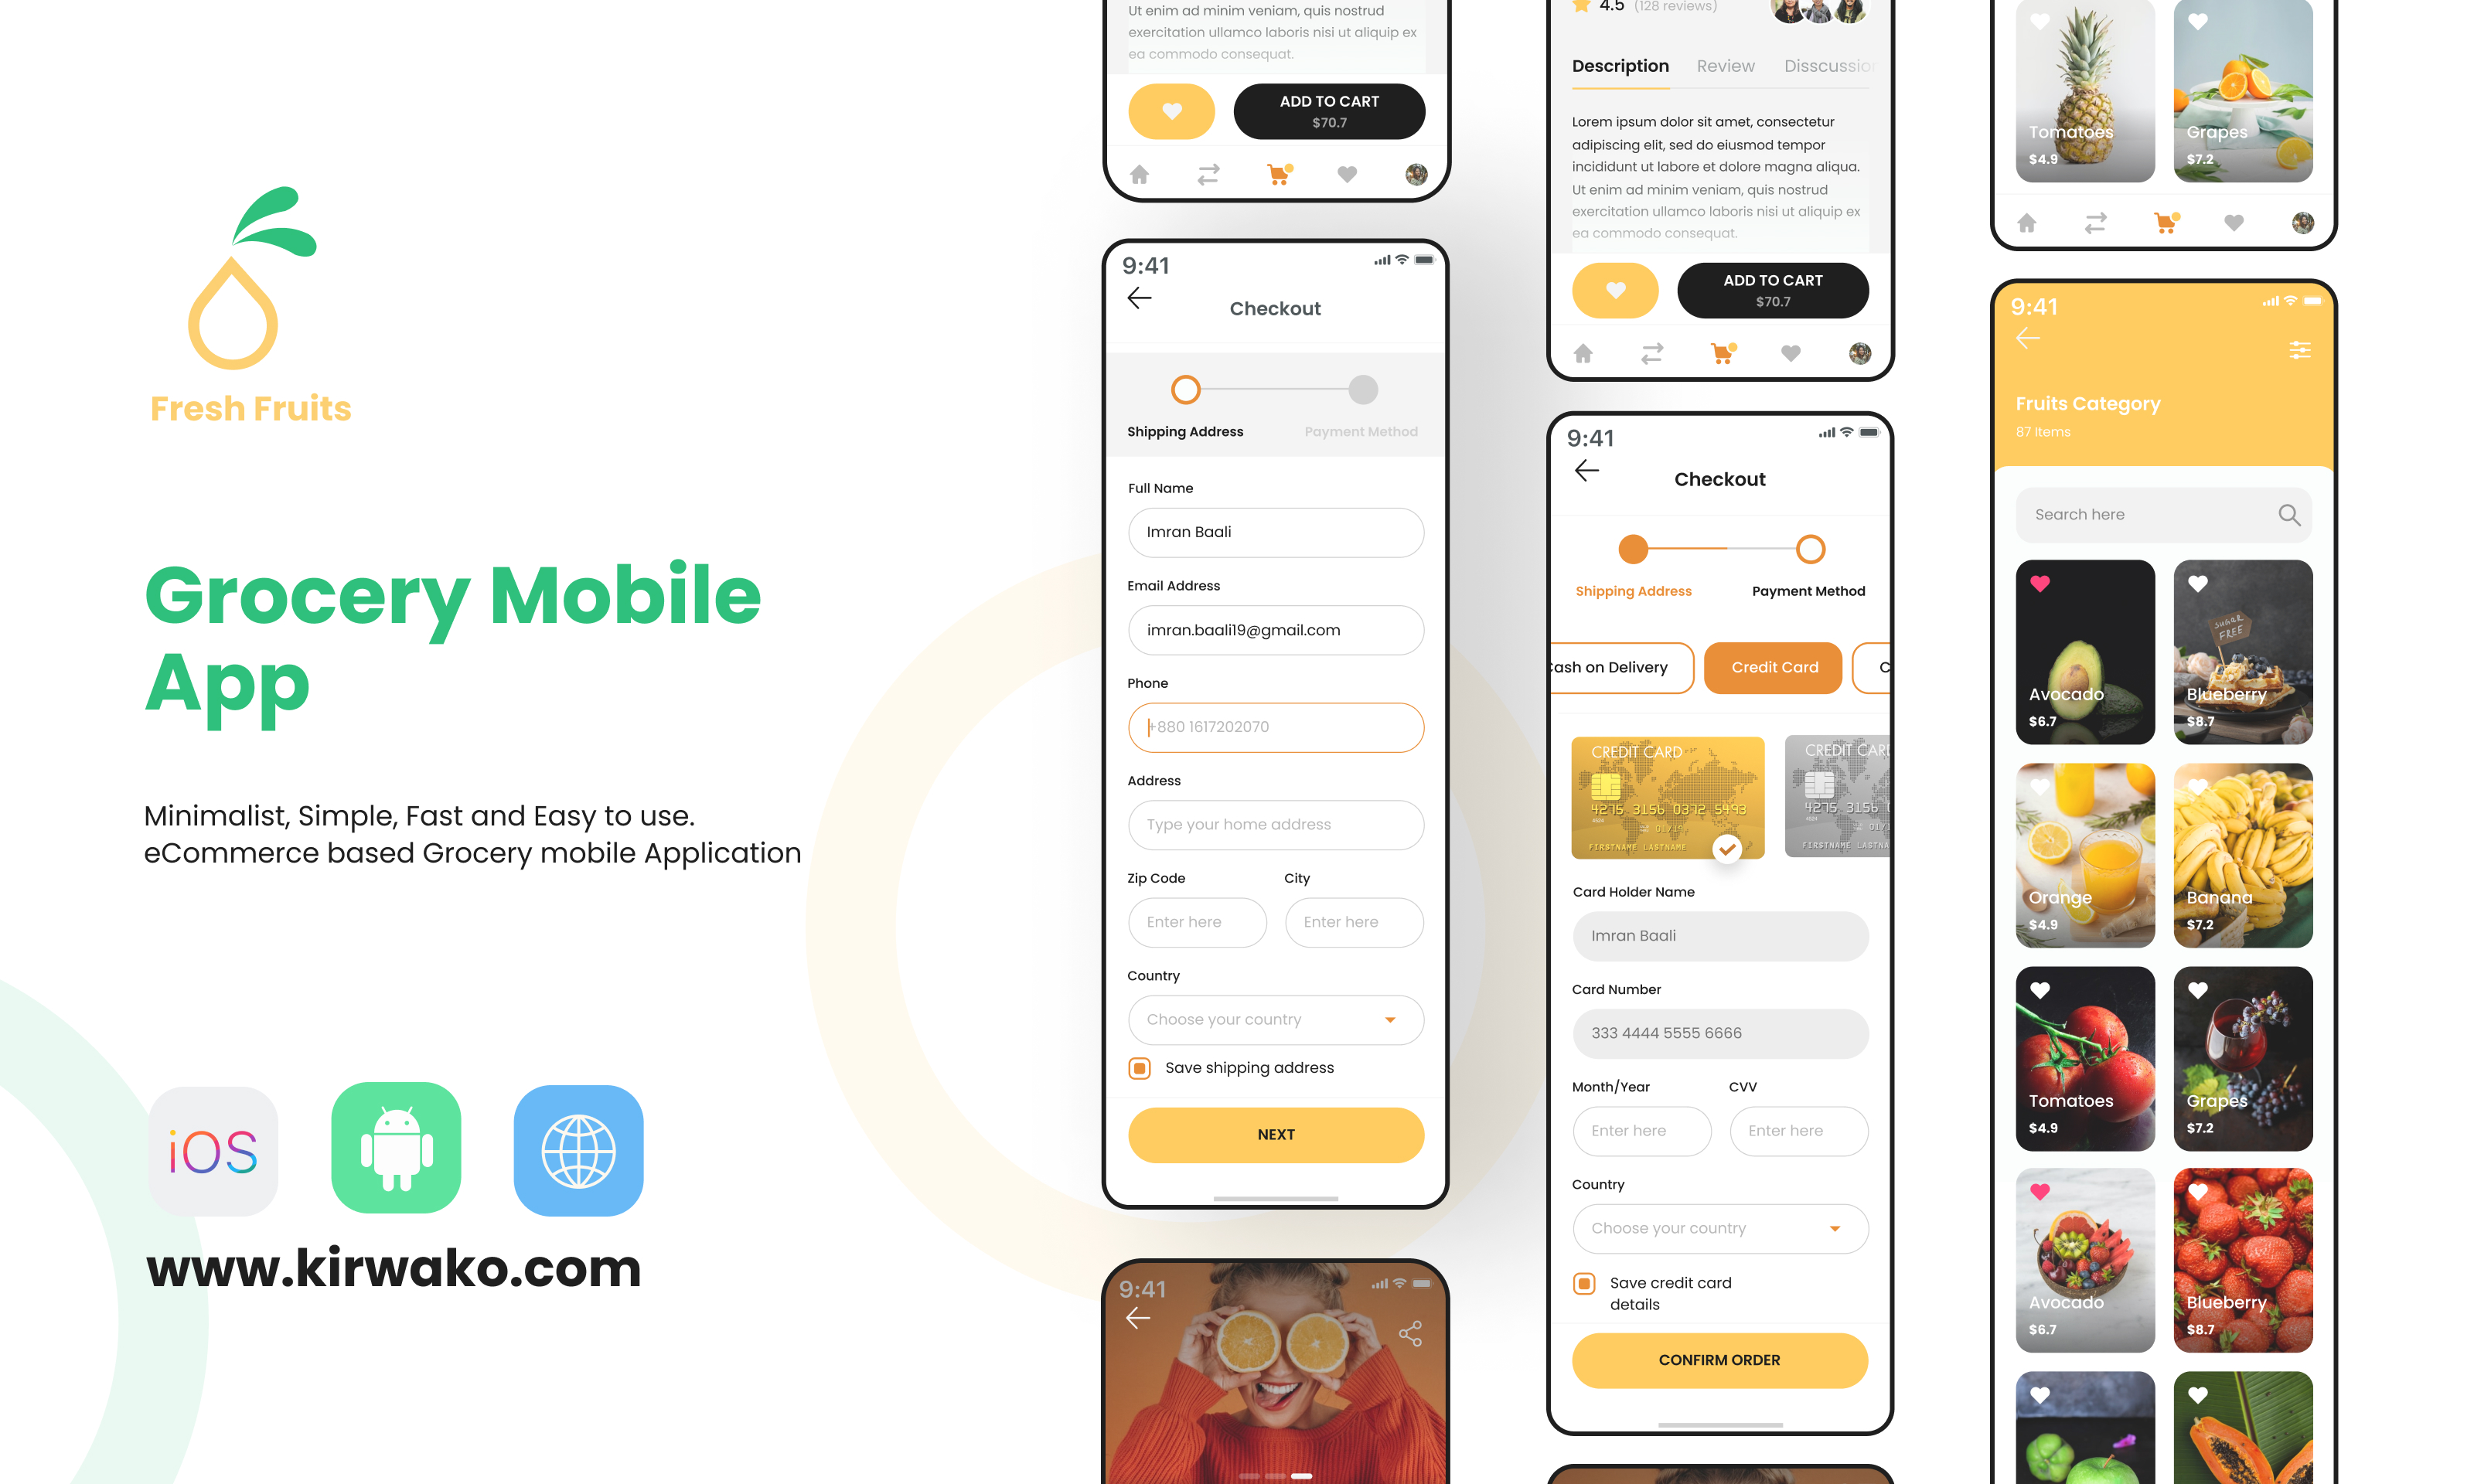 Fresh Fruits
Grocery Mobile
App
Minimalist, Simple, Fast and Easy to use.
eCommerce based Grocery mobile Application
iOS
www.kirwako.com
Ut enim ad minim veniam, quis nostrud
exercitation ullamco laboris nisi ut aliquip ex
ea commodo consequat.
ADD TO CART
$70.7
9:41
Checkout
Shipping Address
Payment Method
Full Name
Imran Baali
Email Address
imran.baali19@gmail.com
Phone
+880 1617202070
Address
Type your home address
Zip Code
City
Enter here
Enter here
Country
Choose your country
Save shipping address
NEXT
9:41
4.5 (128 reviews)
Description Review Disscussion
Lorem ipsum dolor sit amet, consectetur
adipiscing elit, sed do eiusmod tempor
incididunt ut labore et dolore magna aliqua.
Ut enim ad minim veniam, quis nostrud
exercitation ullamco laboris nisi ut aliquip ex
ea commodo consequat.
ADD TO CART
$70.7
9:41
Checkout
Shipping Address
Payment Method
Cash on Delivery
Credit Card
C
CREDIT CARD
4275 3156 0372 5493
FIRSTNAME LASTNAME
CREDIT CARD
4275 3156
FIRSTNAME LASTNA
Card Holder Name
Imran Baali
Card Number
333 4444 5555 6666
Month/Year
CVV
Enter here
Enter here
Country
Choose your country
Save credit card
details
CONFIRM ORDER
Tomatoes
$4.9
Grapes
$7.2
9:41
Fruits Category
87 Items
Search here
SUGAR
FREE
Avocado
$6.7
Blueberry
$8.7
Orange
$4.9
Banana
$7.2
Tomatoes
$4.9
Grapes
$7.2
Avocado
$6.7
Blueberry
$8.7